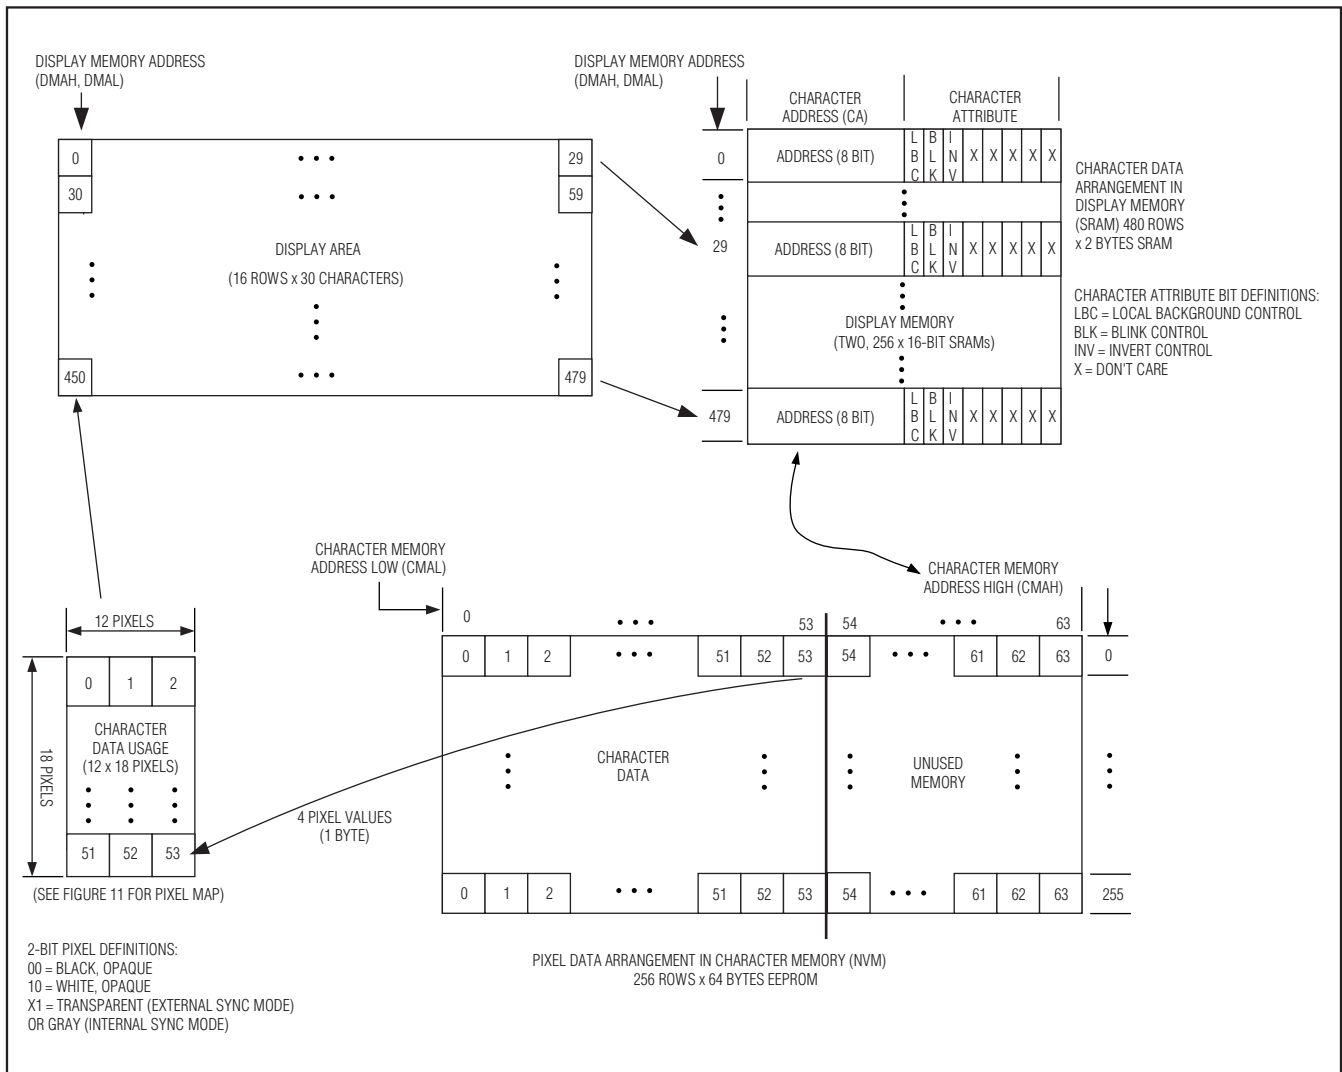 DISPLAY MEMORY ADDRESS
(DMAH, DMAL)
0
29
30
59
DISPLAY AREA
(16 ROWS x 30 CHARACTERS)
450
479
DISPLAY MEMORY ADDRESS
(DMAH, DMAL)
CHARACTER
ADDRESS (CA)
CHARACTER
ATTRIBUTE
0
ADDRESS (8 BIT)
LBC BLK INV X X X X X
29
ADDRESS (8 BIT)
LBC BLK INV X X X X X
DISPLAY MEMORY
(TWO, 256 x 16-BIT SRAMs)
479
ADDRESS (8 BIT)
LBC BLK INV X X X X X
CHARACTER DATA
ARRANGEMENT IN
DISPLAY MEMORY
(SRAM) 480 ROWS
x 2 BYTES SRAM
CHARACTER ATTRIBUTE BIT DEFINITIONS:
LBC = LOCAL BACKGROUND CONTROL
BLK = BLINK CONTROL
INV = INVERT CONTROL
X = DON'T CARE
12 PIXELS
18 PIXELS
0 1 2
CHARACTER
DATA USAGE
(12 x 18 PIXELS)
51 52 53
(SEE FIGURE 11 FOR PIXEL MAP)
4 PIXEL VALUES
(1 BYTE)
CHARACTER MEMORY
ADDRESS LOW (CMAL)
CHARACTER MEMORY
ADDRESS HIGH (CMAH)
0 53 54 63
0 1 2 51 52 53 54 61 62 63 0
CHARACTER
DATA
UNUSED
MEMORY
0 1 2 51 52 53 54 61 62 63 255
PIXEL DATA ARRANGEMENT IN CHARACTER MEMORY (NVM)
256 ROWS x 64 BYTES EEPROM
2-BIT PIXEL DEFINITIONS:
00 = BLACK, OPAQUE
10 = WHITE, OPAQUE
X1 = TRANSPARENT (EXTERNAL SYNC MODE)
OR GRAY (INTERNAL SYNC MODE)